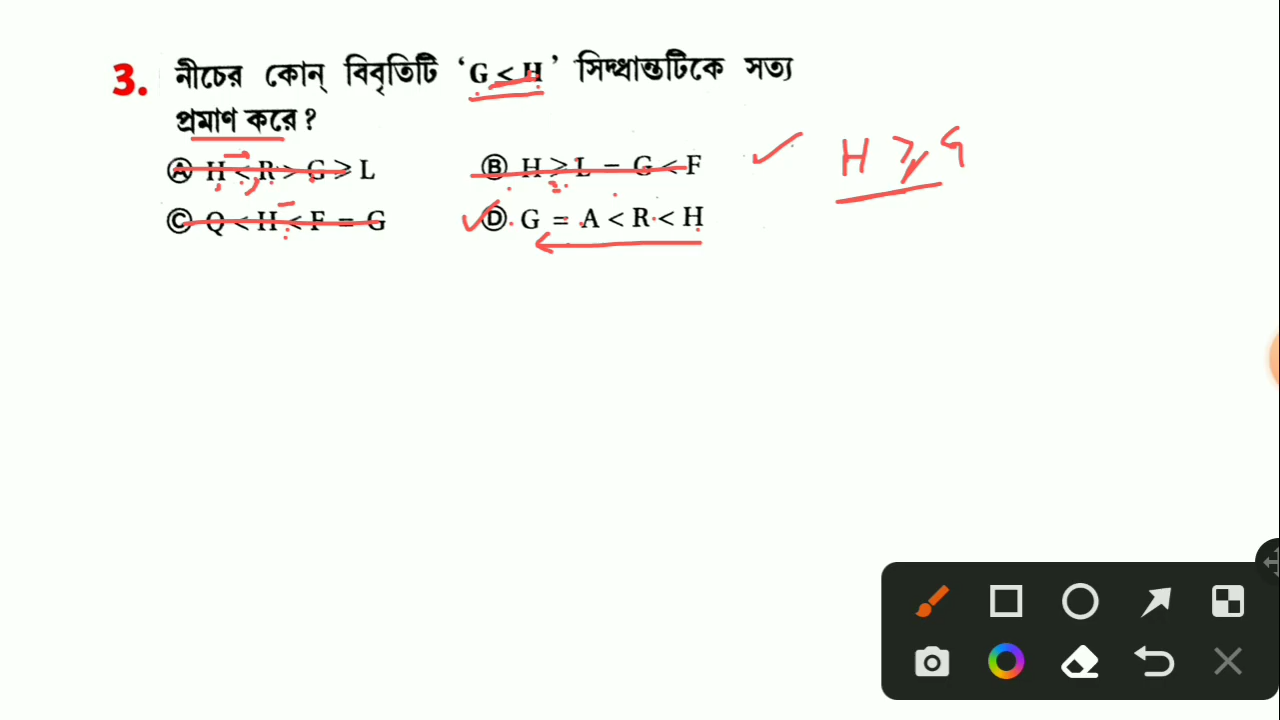 3. নীচের কোন্ বিবৃতিটি ‘G < H’ সিদ্ধান্তটিকে সত্য
প্রমাণ করে?
Ⓐ H < R > G ≥ L Ⓑ H ≥ L = G < F
Ⓒ Q < H < F = G Ⓓ G = A < R < H
H ≥ G